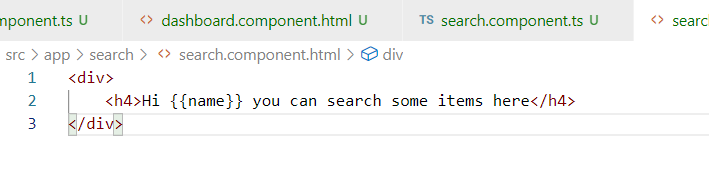 mponent.ts U <> dashboard.component.html U TS search.component.ts U <> searc
src > app > search > <> search.component.html > div
1 <div>
2 <h4>Hi {{name}} you can search some items here</h4>
3 </div>